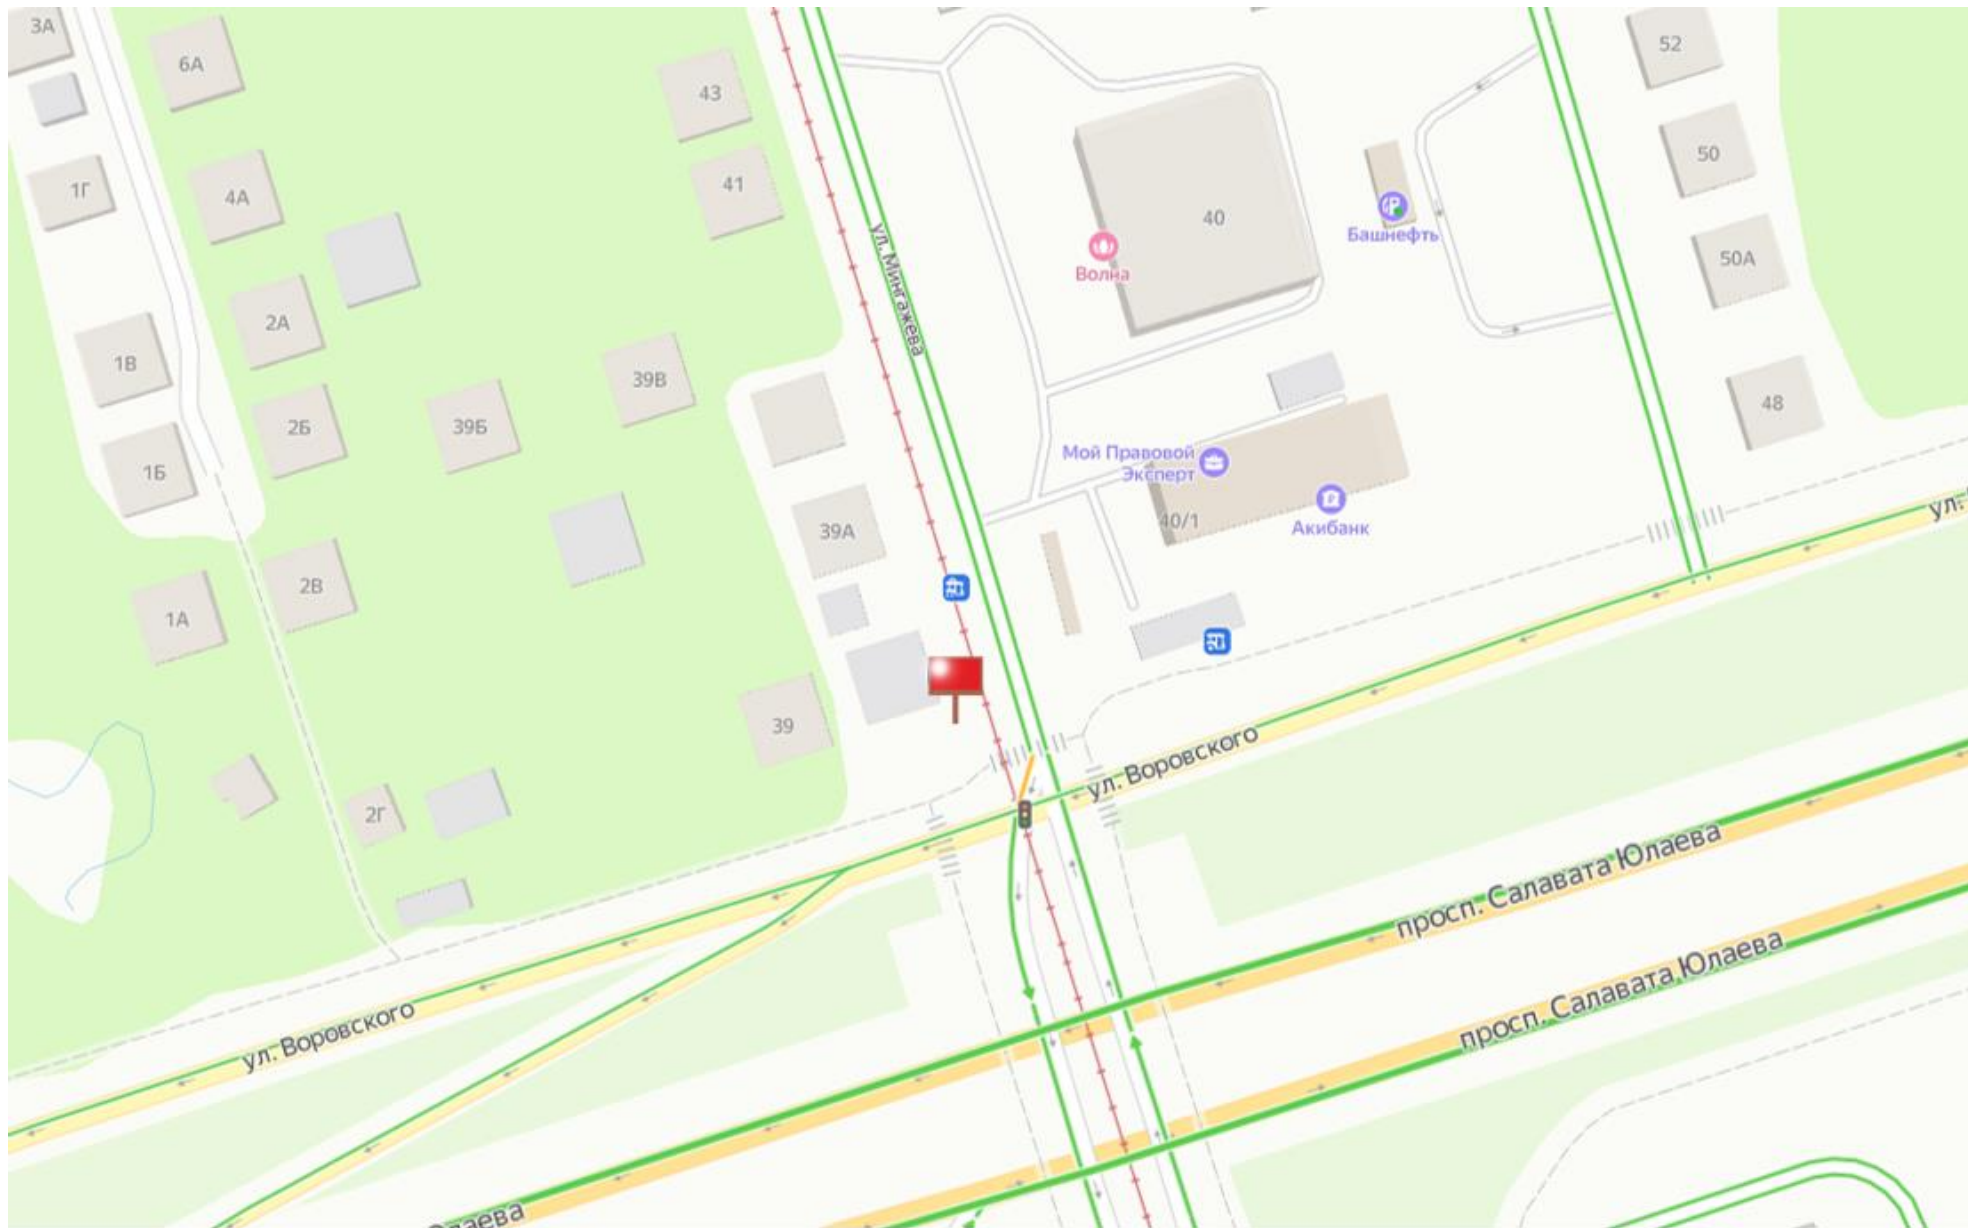 3А
6А
43
52
1Г
4А
41
40
50
Башнефть
50А
Волна
ул. Мингажева
2А
1В
39В
48
2Б
39Б
1Б
Мой Правовой
Эксперт
Акибанк
40/1
39А
ул.
2В
1А
39
ул. Воровского
2Г
просп. Салавата Юлаева
просп. Салавата Юлаева
ул. Воровского